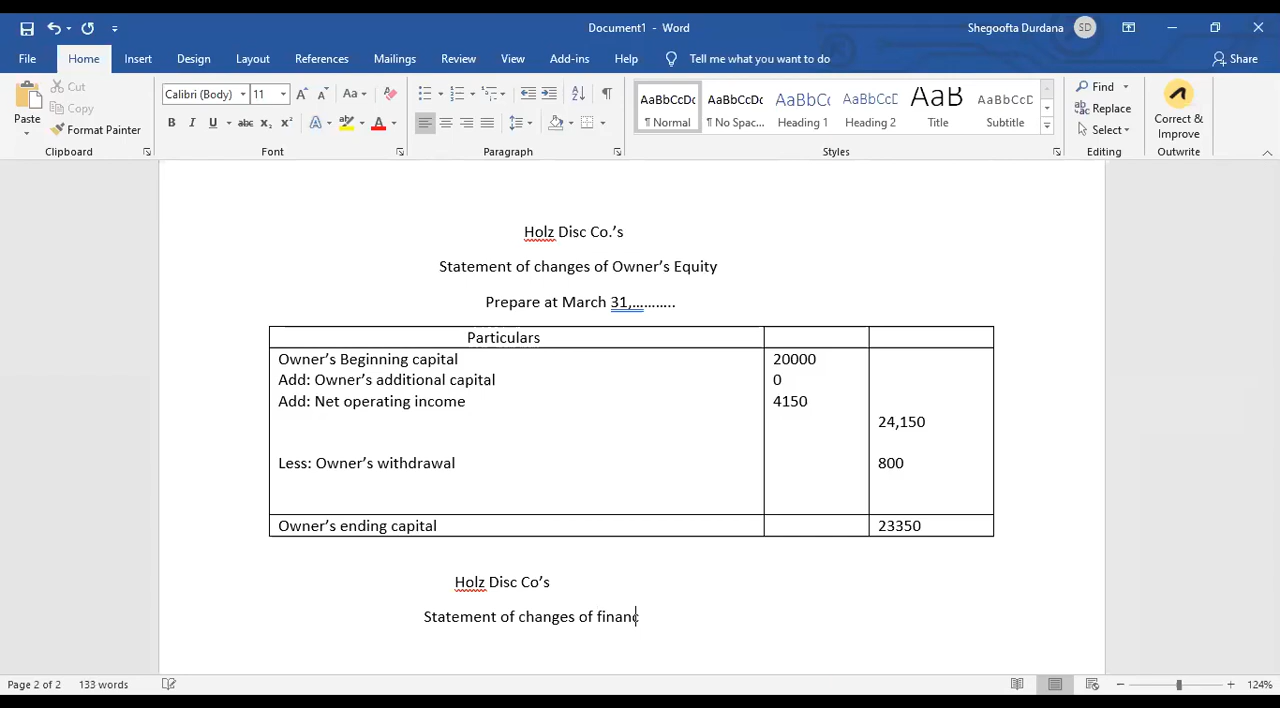 Document1 - Word
Shegoofta Durdana SD
File Home Insert Design Layout References Mailings Review View Add-ins Help Tell me what you want to do Share
Paste
Cut
Copy
Format Painter
Clipboard
Calibri (Body) 11
Font
Paragraph
AaBbCcDc AaBbCcDc AaBbCc AaBbCcD AaB AaBbCcD
¶ Normal ¶ No Spac... Heading 1 Heading 2 Title Subtitle
Styles
Find
Replace
Select
Editing
Correct &
Improve
Outwrite
Holz Disc Co.’s
Statement of changes of Owner’s Equity
Prepare at March 31,………..
Particulars
Owner’s Beginning capital 20000
Add: Owner’s additional capital 0
Add: Net operating income 4150
24,150
Less: Owner’s withdrawal 800
Owner’s ending capital 23350
Holz Disc Co’s
Statement of changes of financ
Page 2 of 2 133 words 124%